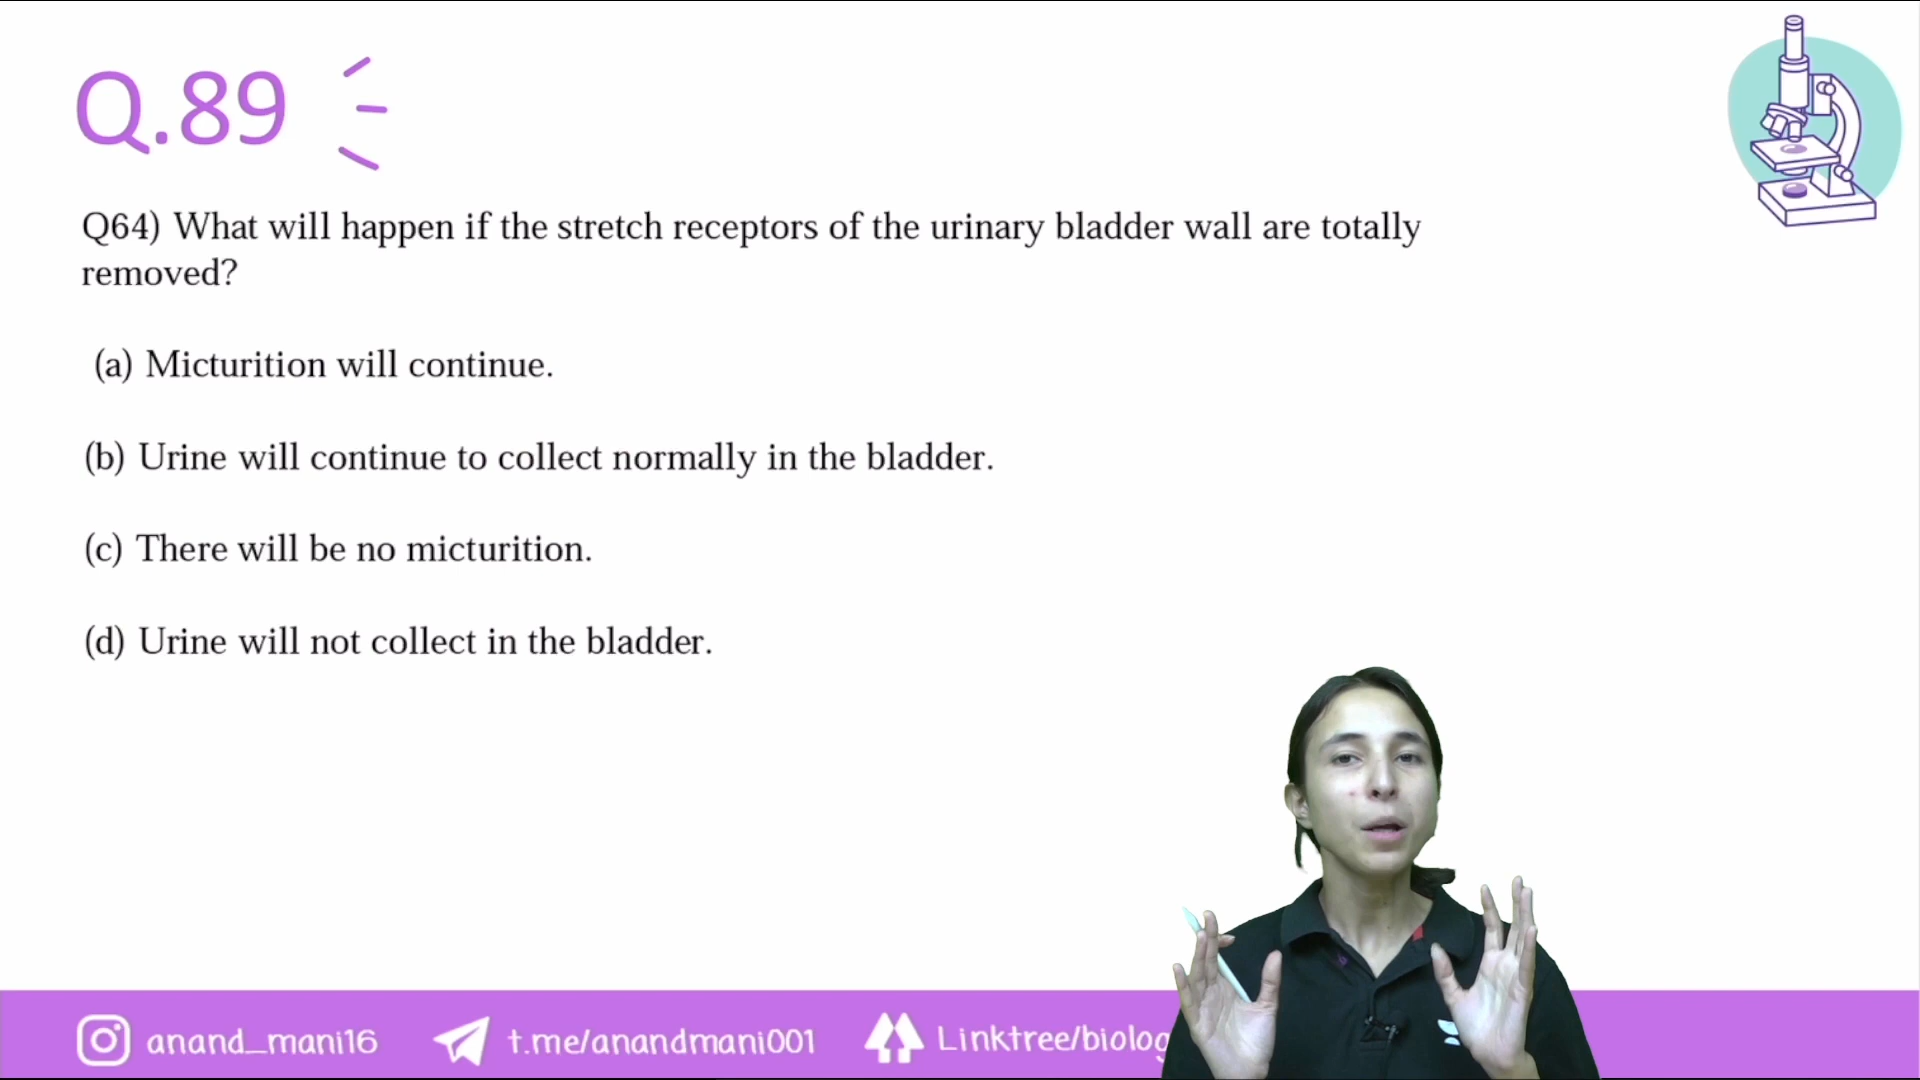 Q.89
Q64) What will happen if the stretch receptors of the urinary bladder wall are totally
removed?
(a) Micturition will continue.
(b) Urine will continue to collect normally in the bladder.
(c) There will be no micturition.
(d) Urine will not collect in the bladder.
anand_mani16 t.me/anandmani001 Linktree/biolog